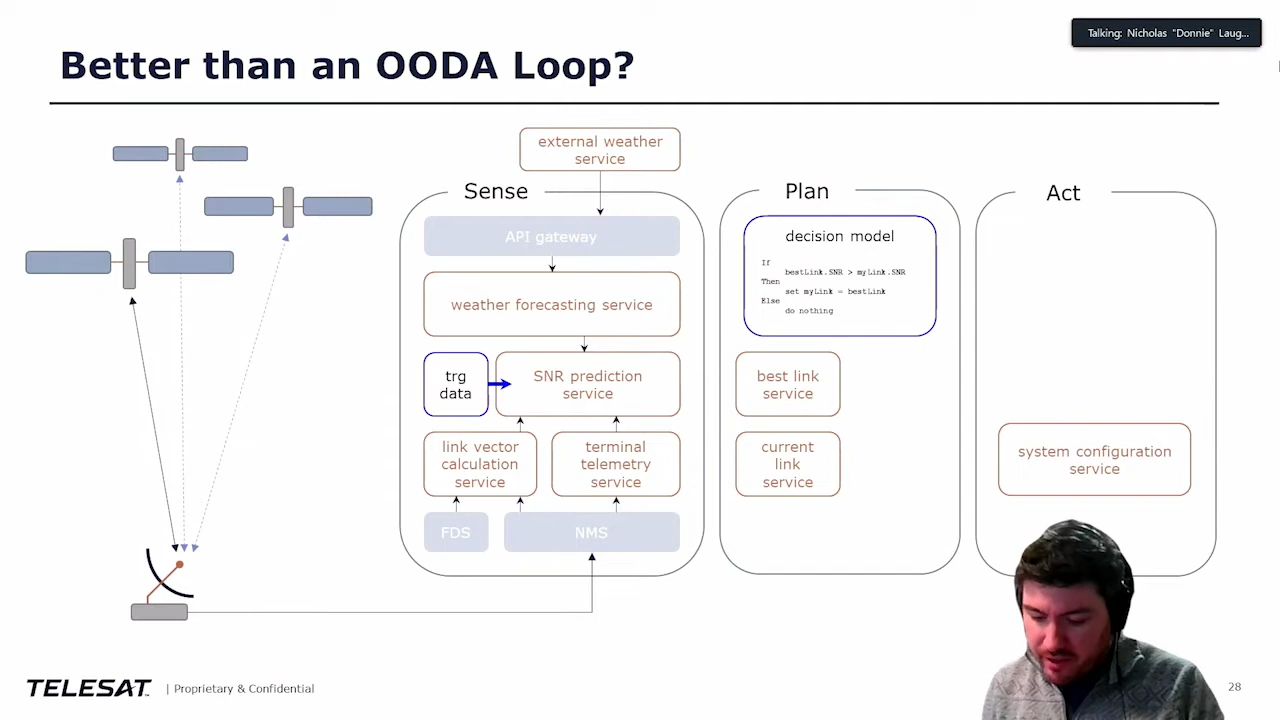 Talking: Nicholas "Donnie" Laug...
Better than an OODA Loop?
external weather
service
Sense
API gateway
weather forecasting service
trg
data
SNR prediction
service
link vector
calculation
service
terminal
telemetry
service
FDS
NMS
Plan
decision model
If
bestLink.SNR > myLink.SNR
Then
set myLink = bestLink
Else
do nothing
best link
service
current
link
service
Act
system configuration
service
TELESAT™ | Proprietary & Confidential
28